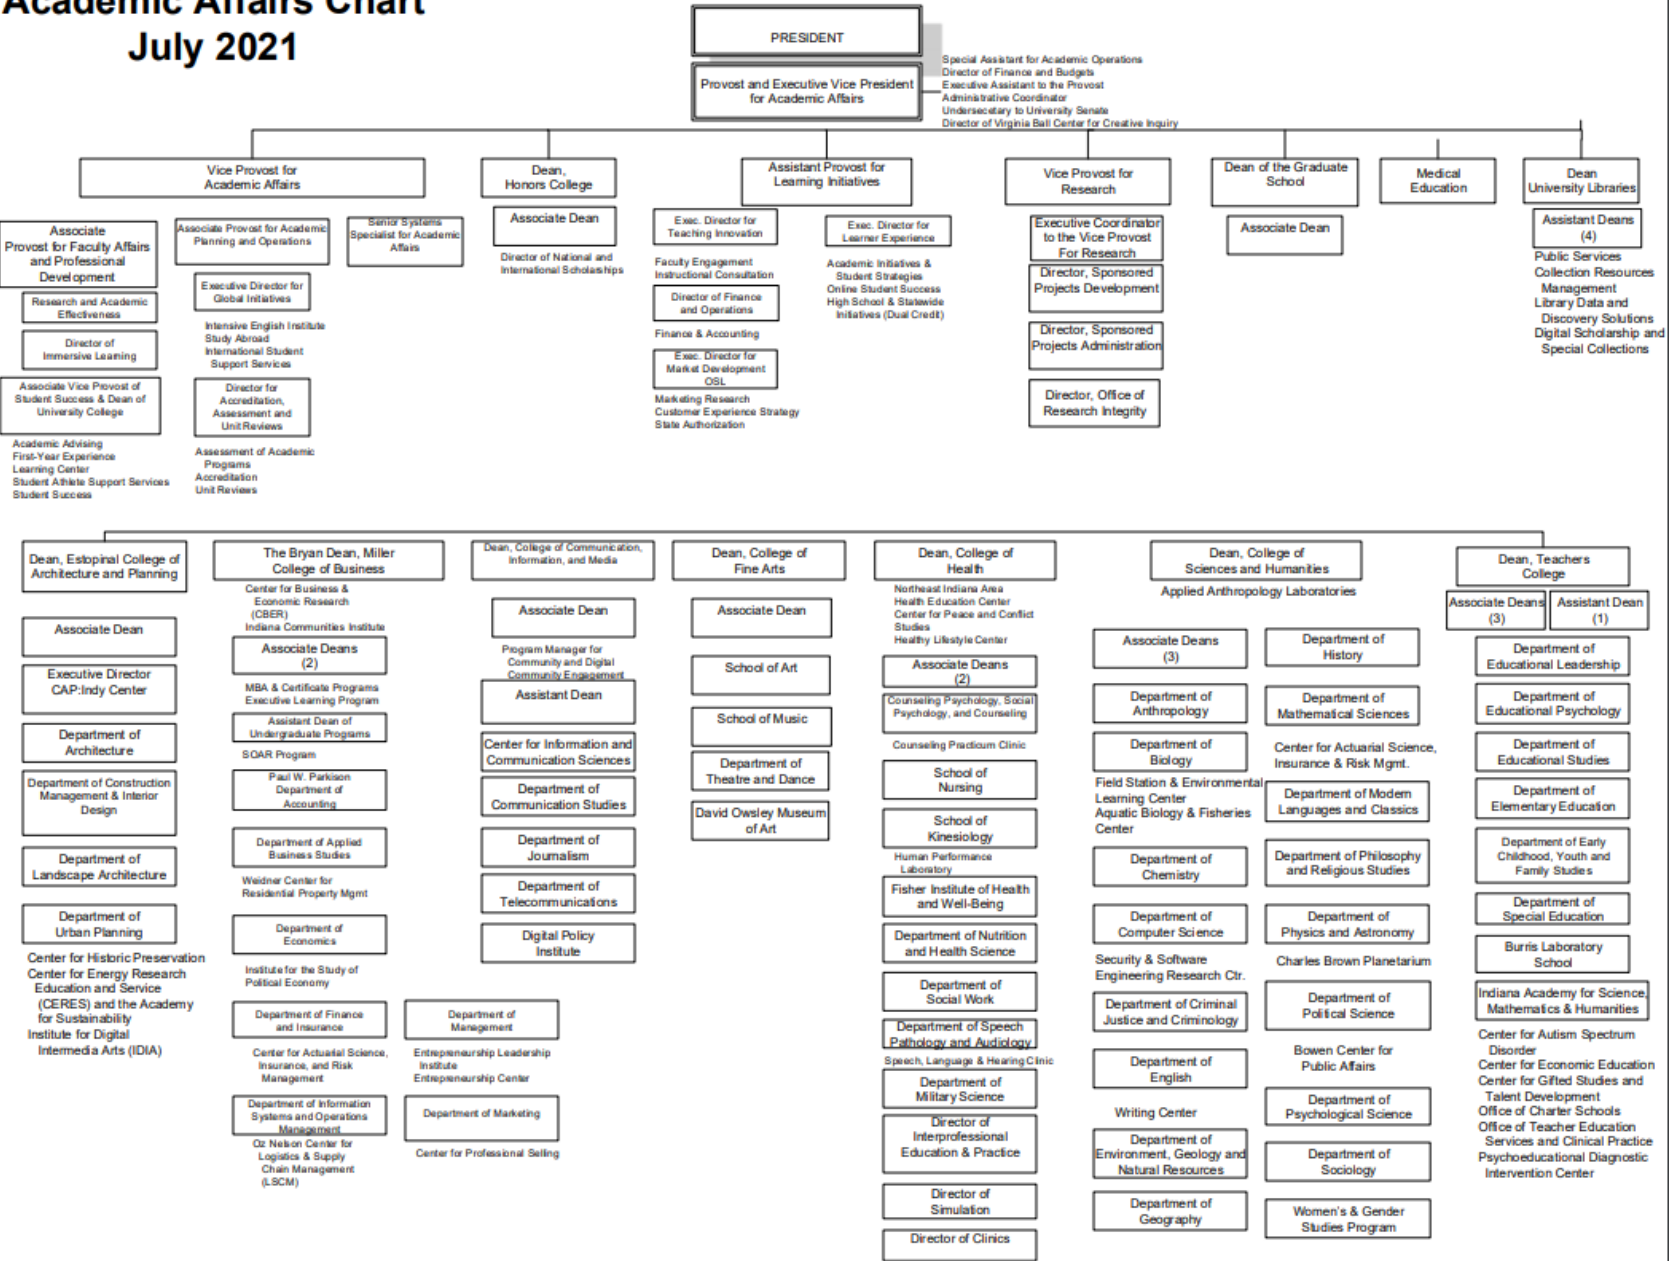 Academic Affairs Chart
July 2021
PRESIDENT
Provost and Executive Vice President
for Academic Affairs
Special Assistant for Academic Operations
Director of Finance and Budgets
Executive Assistant to the Provost
Administrative Coordinator
Undersecetary to University Senate
Director of Virginia Ball Center for Creative Inquiry
Vice Provost for
Academic Affairs
Dean,
Honors College
Assistant Provost for
Learning Initiatives
Vice Provost for
Research
Dean of the Graduate
School
Medical
Education
Dean
University Libraries
Associate
Provost for Faculty Affairs
and Professional
Development
Research and Academic
Effectiveness
Director of
Immersive Learning
Associate Vice Provost of
Student Success & Dean of
University College
Academic Advising
First-Year Experience
Learning Center
Student Athlete Support Services
Student Success
Associate Provost for Academic
Planning and Operations
Executive Director for
Global Initiatives
Intensive English Institute
Study Abroad
International Student
Support Services
Director for
Accreditation,
Assessment and
Unit Reviews
Assessment of Academic
Programs
Accreditation
Unit Reviews
Senior Systems
Specialist for Academic
Affairs
Associate Dean
Director of National and
International Scholarships
Exec. Director for
Teaching Innovation
Faculty Engagement
Instructional Consultation
Director of Finance
and Operations
Finance & Accounting
Exec. Director for
Market Development
OSL
Marketing Research
Customer Experience Strategy
State Authorization
Exec. Director for
Learner Experience
Academic Initiatives &
Student Strategies
Online Student Success
High School & Statewide
Initiatives (Dual Credit)
Executive Coordinator
to the Vice Provost
For Research
Director, Sponsored
Projects Development
Director, Sponsored
Projects Administration
Director, Office of
Research Integrity
Associate Dean
Assistant Deans
(4)
Public Services
Collection Resources
Management
Library Data and
Discovery Solutions
Digital Scholarship and
Special Collections
Dean, Estopinal College of
Architecture and Planning
Associate Dean
Executive Director
CAP:Indy Center
Department of
Architecture
Department of Construction
Management & Interior
Design
Department of
Landscape Architecture
Department of
Urban Planning
Center for Historic Preservation
Center for Energy Research
Education and Service
(CERES) and the Academy
for Sustainability
Institute for Digital
Intermedia Arts (IDIA)
The Bryan Dean, Miller
College of Business
Center for Business &
Economic Research
(CBER)
Indiana Communities Institute
Associate Deans
(2)
MBA & Certificate Programs
Executive Learning Program
Assistant Dean of
Undergraduate Programs
SOAR Program
Paul W. Parkison
Department of
Accounting
Department of Applied
Business Studies
Weidner Center for
Residential Property Mgmt
Department of
Economics
Institute for the Study of
Political Economy
Department of Finance
and Insurance
Center for Actuarial Science,
Insurance, and Risk
Management
Department of Information
Systems and Operations
Management
Oz Nelson Center for
Logistics & Supply
Chain Management
(LSCM)
Department of
Management
Entrepreneurship Leadership
Institute
Entrepreneurship Center
Department of Marketing
Center for Professional Selling
Dean, College of Communication,
Information, and Media
Associate Dean
Program Manager for
Community and Digital
Community Engagement
Assistant Dean
Center for Information and
Communication Sciences
Department of
Communication Studies
Department of
Journalism
Department of
Telecommunications
Digital Policy
Institute
Dean, College of
Fine Arts
Associate Dean
School of Art
School of Music
Department of
Theatre and Dance
David Owsley Museum
of Art
Dean, College of
Health
Northeast Indiana Area
Health Education Center
Center for Peace and Conflict
Studies
Healthy Lifestyle Center
Associate Deans
(2)
Counseling Psychology, Social
Psychology, and Counseling
Counseling Practicum Clinic
School of
Nursing
School of
Kinesiology
Human Performance
Laboratory
Fisher Institute of Health
and Well-Being
Department of Nutrition
and Health Science
Department of
Social Work
Department of Speech
Pathology and Audiology
Speech, Language & Hearing Clinic
Department of
Military Science
Director of
Interprofessional
Education & Practice
Director of
Simulation
Director of Clinics
Dean, College of
Sciences and Humanities
Applied Anthropology Laboratories
Associate Deans
(3)
Department of
Anthropology
Department of
Biology
Field Station & Environmental
Learning Center
Aquatic Biology & Fisheries
Center
Department of
Chemistry
Department of
Computer Science
Security & Software
Engineering Research Ctr.
Department of Criminal
Justice and Criminology
Department of
English
Writing Center
Department of
Environment, Geology and
Natural Resources
Department of
Geography
Department of
History
Department of
Mathematical Sciences
Center for Actuarial Science,
Insurance & Risk Mgmt.
Department of Modern
Languages and Classics
Department of Philosophy
and Religious Studies
Department of
Physics and Astronomy
Charles Brown Planetarium
Department of
Political Science
Bowen Center for
Public Affairs
Department of
Psychological Science
Department of
Sociology
Women's & Gender
Studies Program
Dean, Teachers
College
Associate Deans
(3)
Assistant Dean
(1)
Department of
Educational Leadership
Department of
Educational Psychology
Department of
Educational Studies
Department of
Elementary Education
Department of Early
Childhood, Youth and
Family Studies
Department of
Special Education
Burris Laboratory
School
Indiana Academy for Science,
Mathematics & Humanities
Center for Autism Spectrum
Disorder
Center for Economic Education
Center for Gifted Studies and
Talent Development
Office of Charter Schools
Office of Teacher Education
Services and Clinical Practice
Psychoeducational Diagnostic
Intervention Center